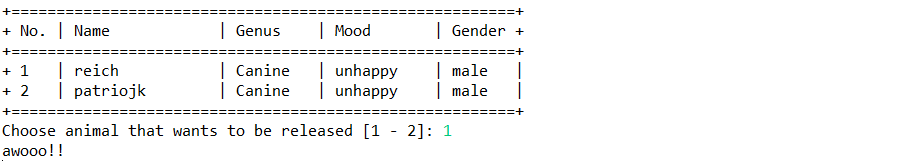 +========================================================+
+ No. | Name            | Genus    | Mood       | Gender +
+========================================================+
+ 1   | reich           | Canine   | unhappy    | male   |
+ 2   | patriojk        | Canine   | unhappy    | male   |
+========================================================+
Choose animal that wants to be released [1 - 2]: 1
awooo!!